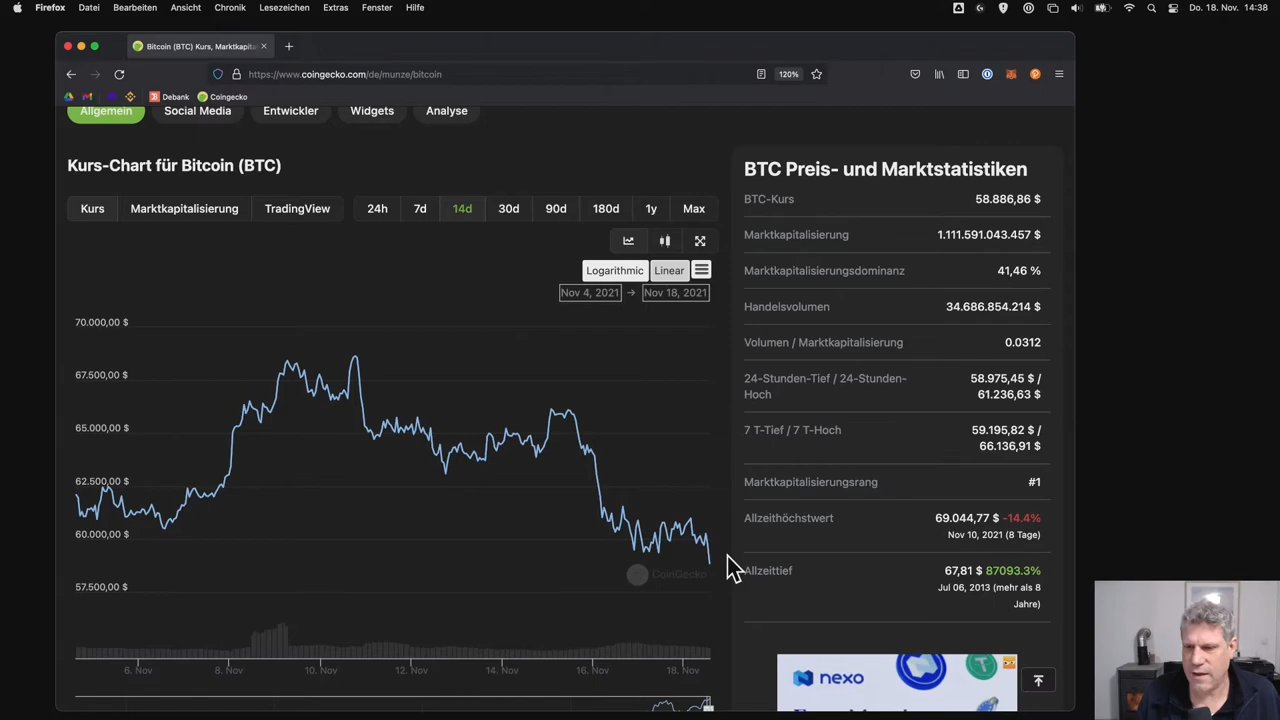 Firefox Datei Bearbeiten Ansicht Chronik Lesezeichen Extras Fenster Hilfe Do. 18. Nov. 14:38
Bitcoin (BTC) Kurs, Marktkapita
https://www.coingecko.com/de/munze/bitcoin 120%
Debank Coingecko
Allgemein Social Media Entwickler Widgets Analyse
Kurs-Chart für Bitcoin (BTC)
Kurs Marktkapitalisierung TradingView 24h 7d 14d 30d 90d 180d 1y Max
Logarithmic Linear
Nov 4, 2021 → Nov 18, 2021
70.000,00 $
67.500,00 $
65.000,00 $
62.500,00 $
60.000,00 $
57.500,00 $
CoinGecko
6. Nov 8. Nov 10. Nov 12. Nov 14. Nov 16. Nov 18. Nov
BTC Preis- und Marktstatistiken
BTC-Kurs 58.886,86 $
Marktkapitalisierung 1.111.591.043.457 $
Marktkapitalisierungsdominanz 41,46 %
Handelsvolumen 34.686.854.214 $
Volumen / Marktkapitalisierung 0.0312
24-Stunden-Tief / 24-Stunden- 58.975,45 $ /
Hoch 61.236,63 $
7 T-Tief / 7 T-Hoch 59.195,82 $ /
66.136,91 $
Marktkapitalisierungsrang #1
Allzeithöchstwert 69.044,77 $ -14.4%
Nov 10, 2021 (8 Tage)
Allzeittief 67,81 $ 87093.3%
Jul 06, 2013 (mehr als 8
Jahre)
nexo